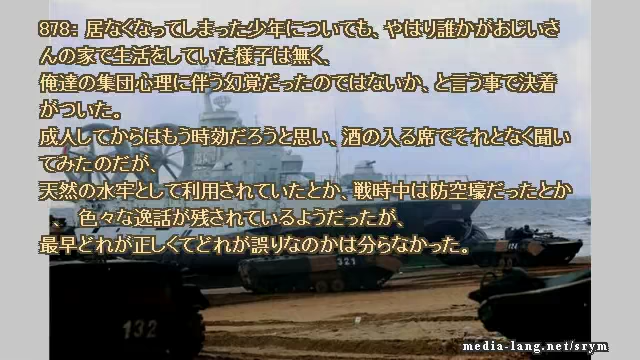 878: 居なくなってしまった少年についても、やはり誰かがおじいさ
んの家で生活をしていた様子は無く、
俺達の集団心理に伴う幻覚だったのではないか、と言う事で決着
がついた。
成人してからはもう時効だろうと思い、酒の入る席でそれとなく聞い
てみたのだが、
天然の水牢として利用されていたとか、戦時中は防空壕だったとか
、 色々な逸話が残されているようだったが、
最早どれが正しくてどれが誤りなのかは分らなかった。
321
124
132
media-lang.net/srym